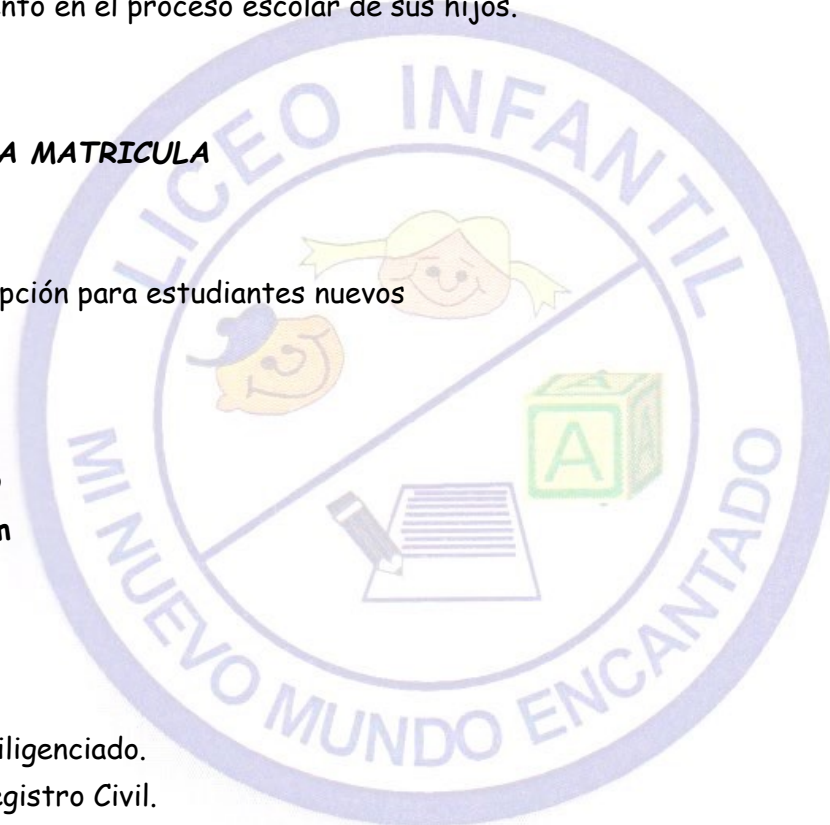 nto en el proceso escolar de sus hijos.
LICEO INFANTIL
A MATRICULA
pción para estudiantes nuevos
A
A
n
MI NUEVO MUNDO ENCANTADO
iligenciado.
egistro Civil.